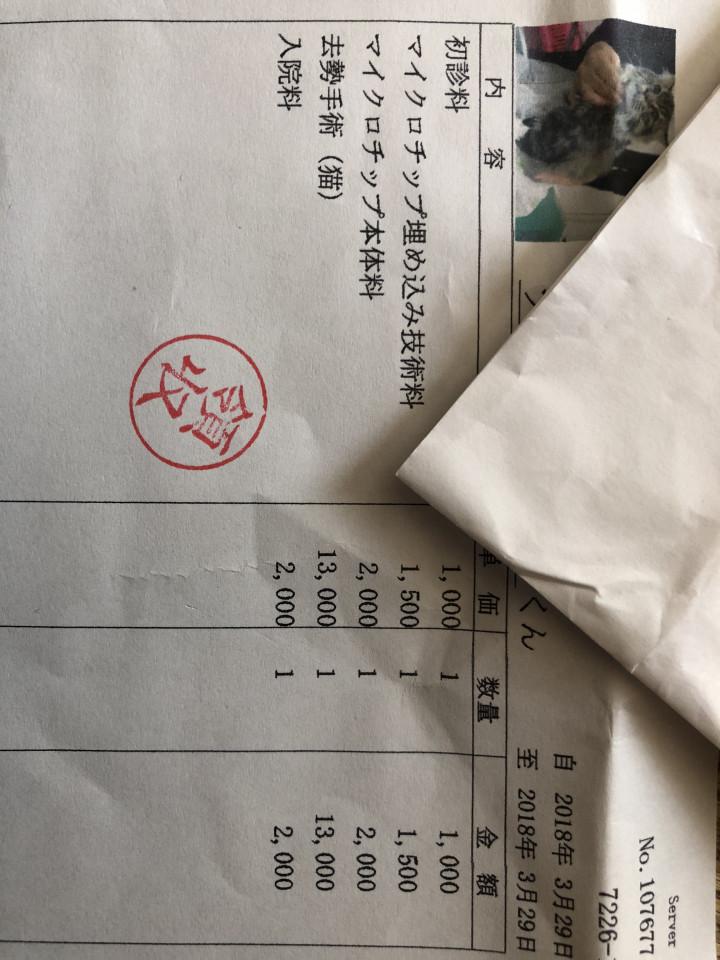 Server
No. 107677
7226-
自 2018年 3月29日
至 2018年 3月29日
くん
内 容 単 価 数量 金 額
初診料 1,000 1 1,000
マイクロチップ埋め込み技術料 1,500 1 1,500
マイクロチップ本体料 2,000 1 2,000
去勢手術（猫） 13,000 1 13,000
入院料 2,000 1 2,000
領収